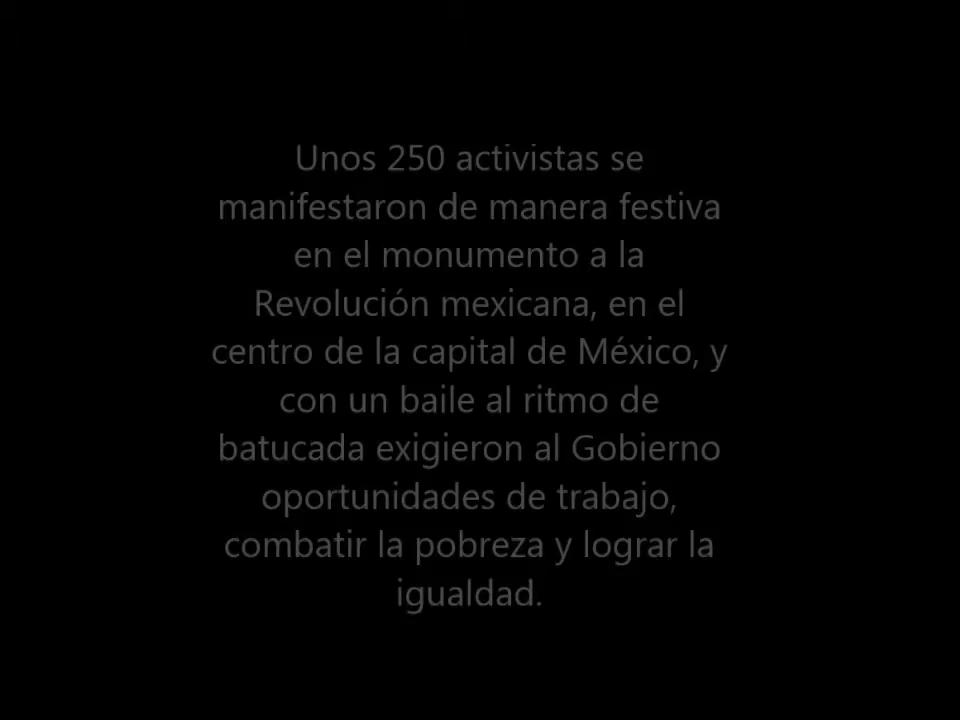 Unos 250 activistas se
manifestaron de manera festiva
en el monumento a la
Revolución mexicana, en el
centro de la capital de México, y
con un baile al ritmo de
batucada exigieron al Gobierno
oportunidades de trabajo,
combatir la pobreza y lograr la
igualdad.